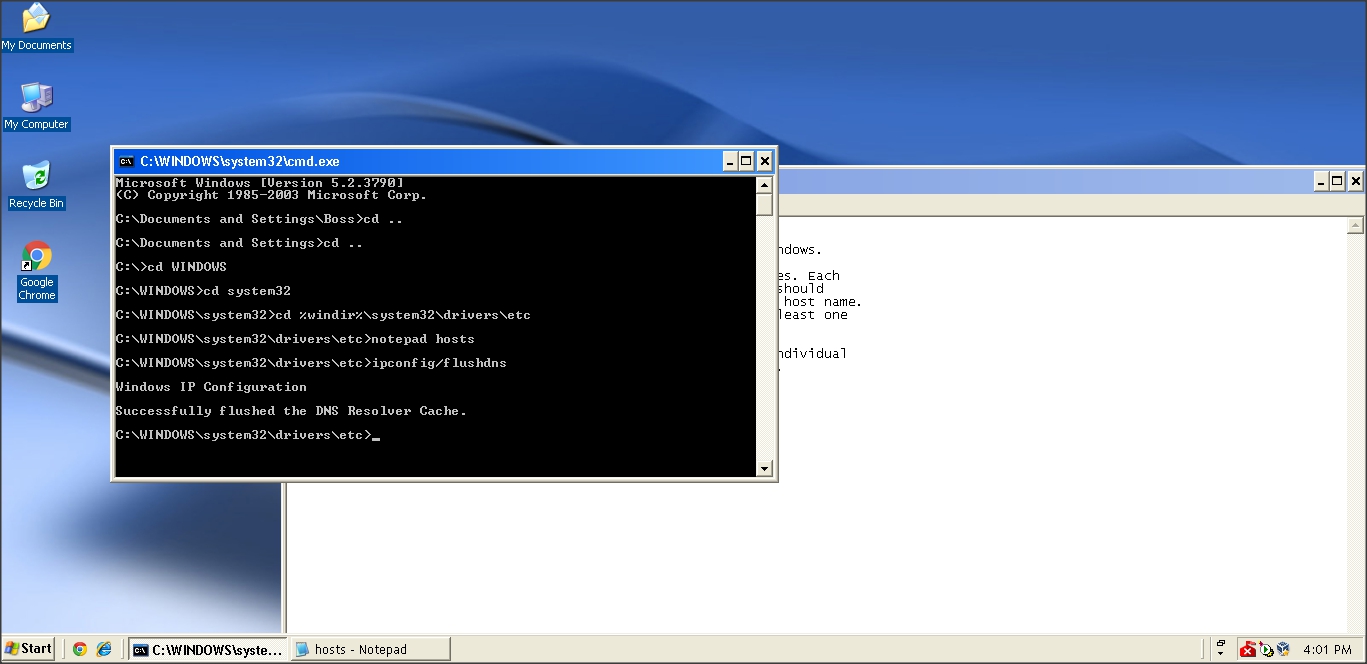 My Documents
My Computer
Recycle Bin
Google
Chrome
C:\WINDOWS\system32\cmd.exe
Microsoft Windows [Version 5.2.3790]
(C) Copyright 1985-2003 Microsoft Corp.
C:\Documents and Settings\Boss>cd ..
C:\Documents and Settings>cd ..
C:\>cd WINDOWS
C:\WINDOWS>cd system32
C:\WINDOWS\system32>cd %windir%\system32\drivers\etc
C:\WINDOWS\system32\drivers\etc>notepad hosts
C:\WINDOWS\system32\drivers\etc>ipconfig/flushdns
Windows IP Configuration
Successfully flushed the DNS Resolver Cache.
C:\WINDOWS\system32\drivers\etc>_
ndows.
es. Each
should
host name.
least one
ndividual
.
Start
C:\WINDOWS\syste...
hosts - Notepad
4:01 PM